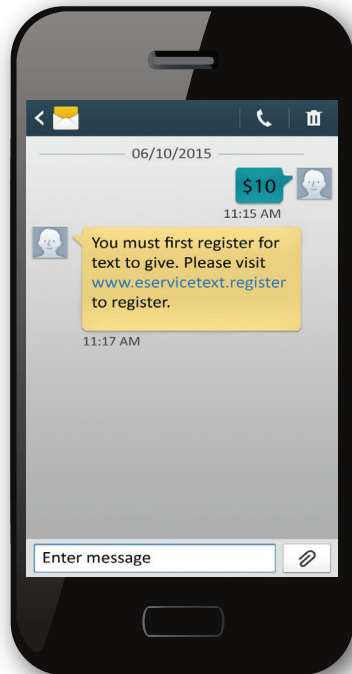 06/10/2015
$10
11:15 AM
You must first register for
text to give. Please visit
www.eservicetext.register
to register.
11:17 AM
Enter message